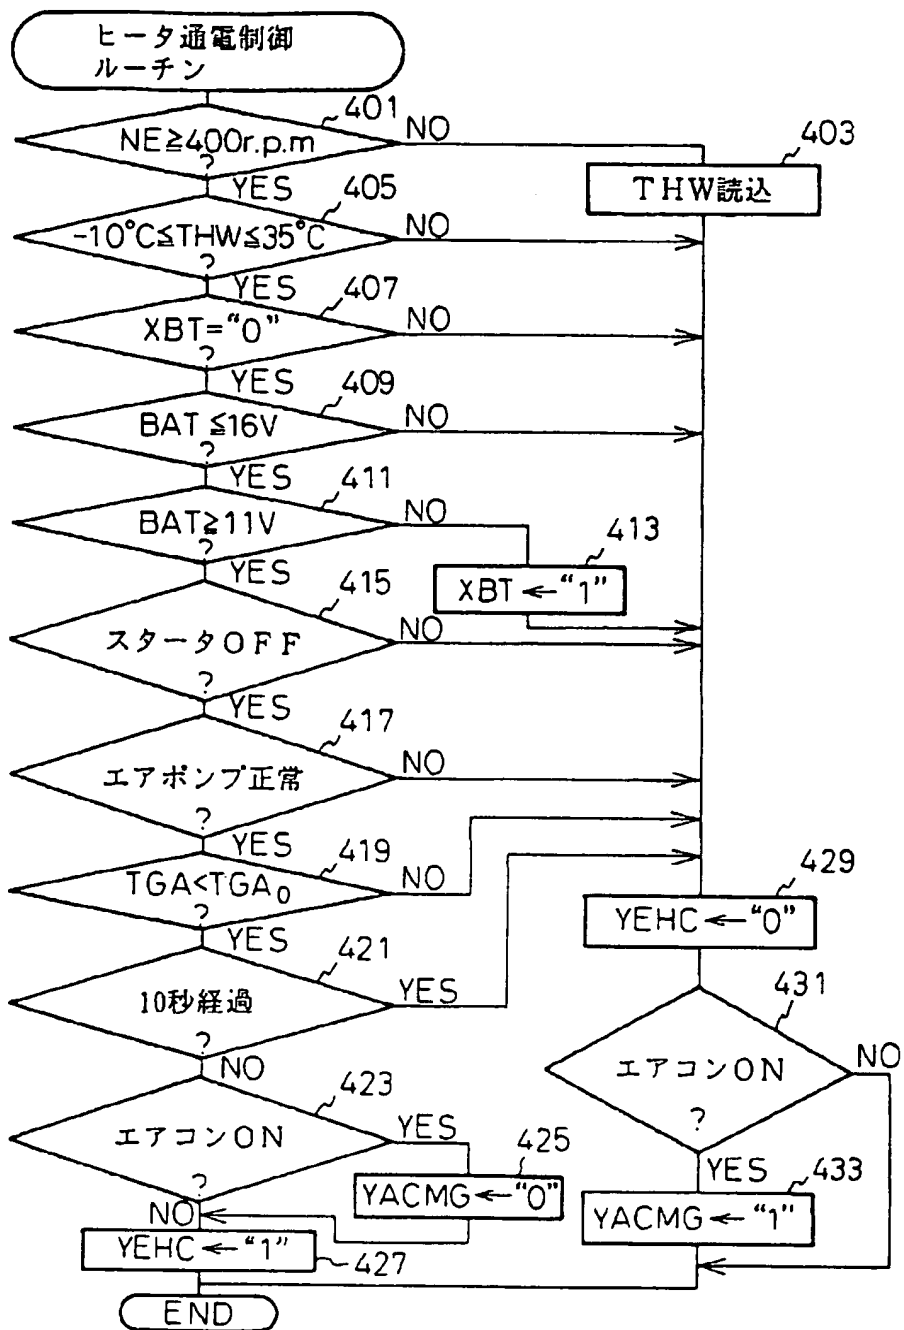 ヒータ通電制御
ルーチン
401
NE≧400r.p.m
?
NO
YES
403
THW読込
405
-10°C≦THW≦35°C
?
NO
YES
407
XBT="0"
?
NO
YES
409
BAT≦16V
?
NO
YES
411
BAT≧11V
?
NO
YES
413
XBT←"1"
415
スタータOFF
?
NO
YES
417
エアポンプ正常
?
NO
YES
419
TGA<TGA₀
?
NO
YES
421
10秒経過
?
YES
NO
423
エアコンON
?
YES
NO
425
YACMG←"0"
YEHC←"1"
427
429
YEHC←"0"
431
エアコンON
?
NO
YES
433
YACMG←"1"
END